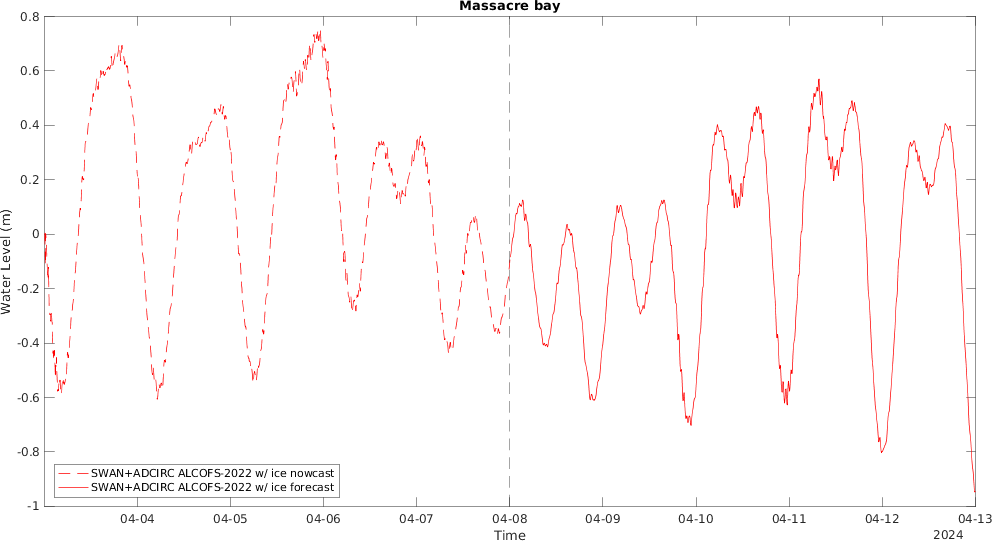 Massacre bay
0.8
0.6
0.4
0.2
0
-0.2
-0.4
-0.6
-0.8
-1
Water Level (m)
SWAN+ADCIRC ALCOFS-2022 w/ ice nowcast
SWAN+ADCIRC ALCOFS-2022 w/ ice forecast
04-04 04-05 04-06 04-07 04-08 04-09 04-10 04-11 04-12 04-13
Time 2024